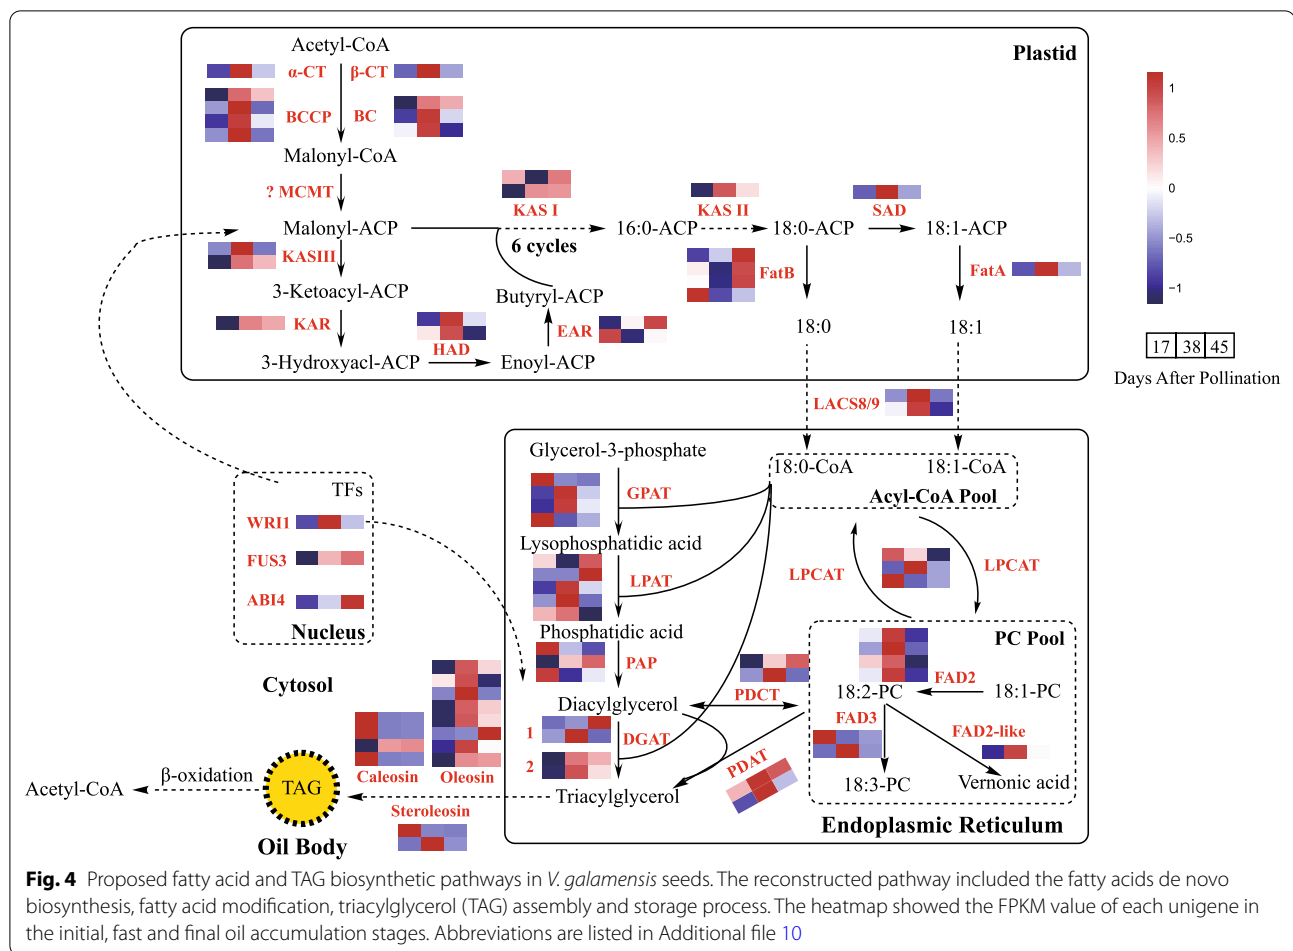 Acetyl-CoA
Plastid
α-CT
β-CT
BCCP
BC
Malonyl-CoA
? MCMT
Malonyl-ACP
KAS I
6 cycles
16:0-ACP
KAS II
18:0-ACP
SAD
18:1-ACP
KASIII
FatB
FatA
3-Ketoacyl-ACP
Butyryl-ACP
KAR
HAD
EAR
18:0
18:1
3-Hydroxyacl-ACP
Enoyl-ACP
1
0.5
0
−0.5
−1
17 38 45
Days After Pollination
LACS8/9
Glycerol-3-phosphate
18:0-CoA
18:1-CoA
Acyl-CoA Pool
GPAT
TFs
WRI1
FUS3
ABI4
Nucleus
Lysophosphatidic acid
LPAT
LPCAT
LPCAT
Phosphatidic acid
PAP
PC Pool
FAD2
18:2-PC
18:1-PC
PDCT
Cytosol
Diacylglycerol
1
DGAT
2
FAD3
FAD2-like
PDAT
18:3-PC
Vernonic acid
Triacylglycerol
Endoplasmic Reticulum
Caleosin
Oleosin
Steroleosin
Acetyl-CoA
β-oxidation
TAG
Oil Body
Fig. 4 Proposed fatty acid and TAG biosynthetic pathways in V. galamensis seeds. The reconstructed pathway included the fatty acids de novo
biosynthesis, fatty acid modification, triacylglycerol (TAG) assembly and storage process. The heatmap showed the FPKM value of each unigene in
the initial, fast and final oil accumulation stages. Abbreviations are listed in Additional file 10